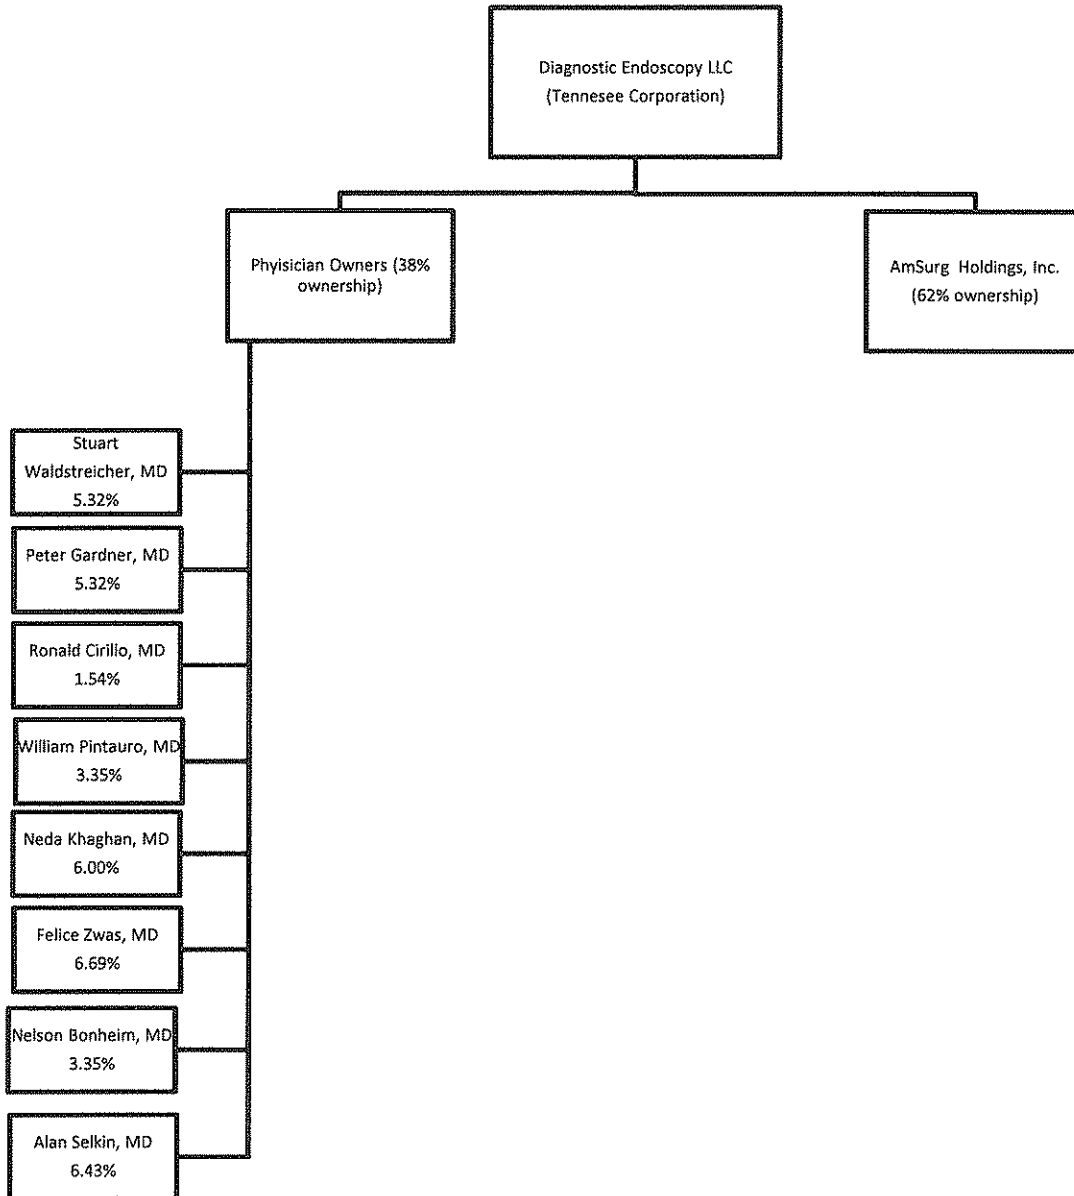 Diagnostic Endoscopy LLC
(Tennesee Corporation)
Phyisician Owners (38%
ownership)
AmSurg Holdings, Inc.
(62% ownership)
Stuart
Waldstreicher, MD
5.32%
Peter Gardner, MD
5.32%
Ronald Cirillo, MD
1.54%
William Pintauro, MD
3.35%
Neda Khaghan, MD
6.00%
Felice Zwas, MD
6.69%
Nelson Bonheim, MD
3.35%
Alan Selkin, MD
6.43%